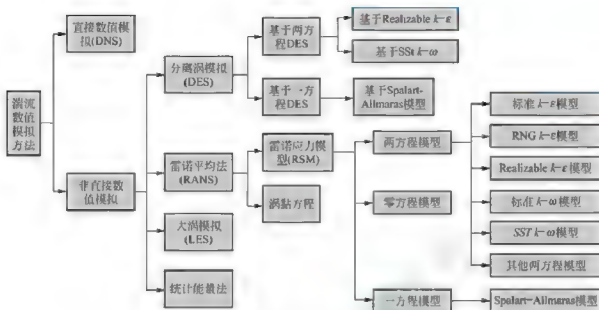 湍流
数值
模拟
方法
直接数值模
拟(DNS)
非直接数
值模拟
分离涡模拟
(DES)
雷诺平均法
(RANS)
大涡模拟
(LES)
统计能量法
基于两方
程DES
基于一方
程DES
雷诺应力模
型(RSM)
涡黏方程
基于Realizable k-ε
基于SSt k-ω
基于Spalart-
Allmaras模型
两方程模型
零方程模型
一方程模型
标准 k-ε模型
RNG k-ε模型
Realizable k-ε 模型
标准 k-ω模型
SST k-ω模型
其他两方程模型
Spalart-Allmaras模型